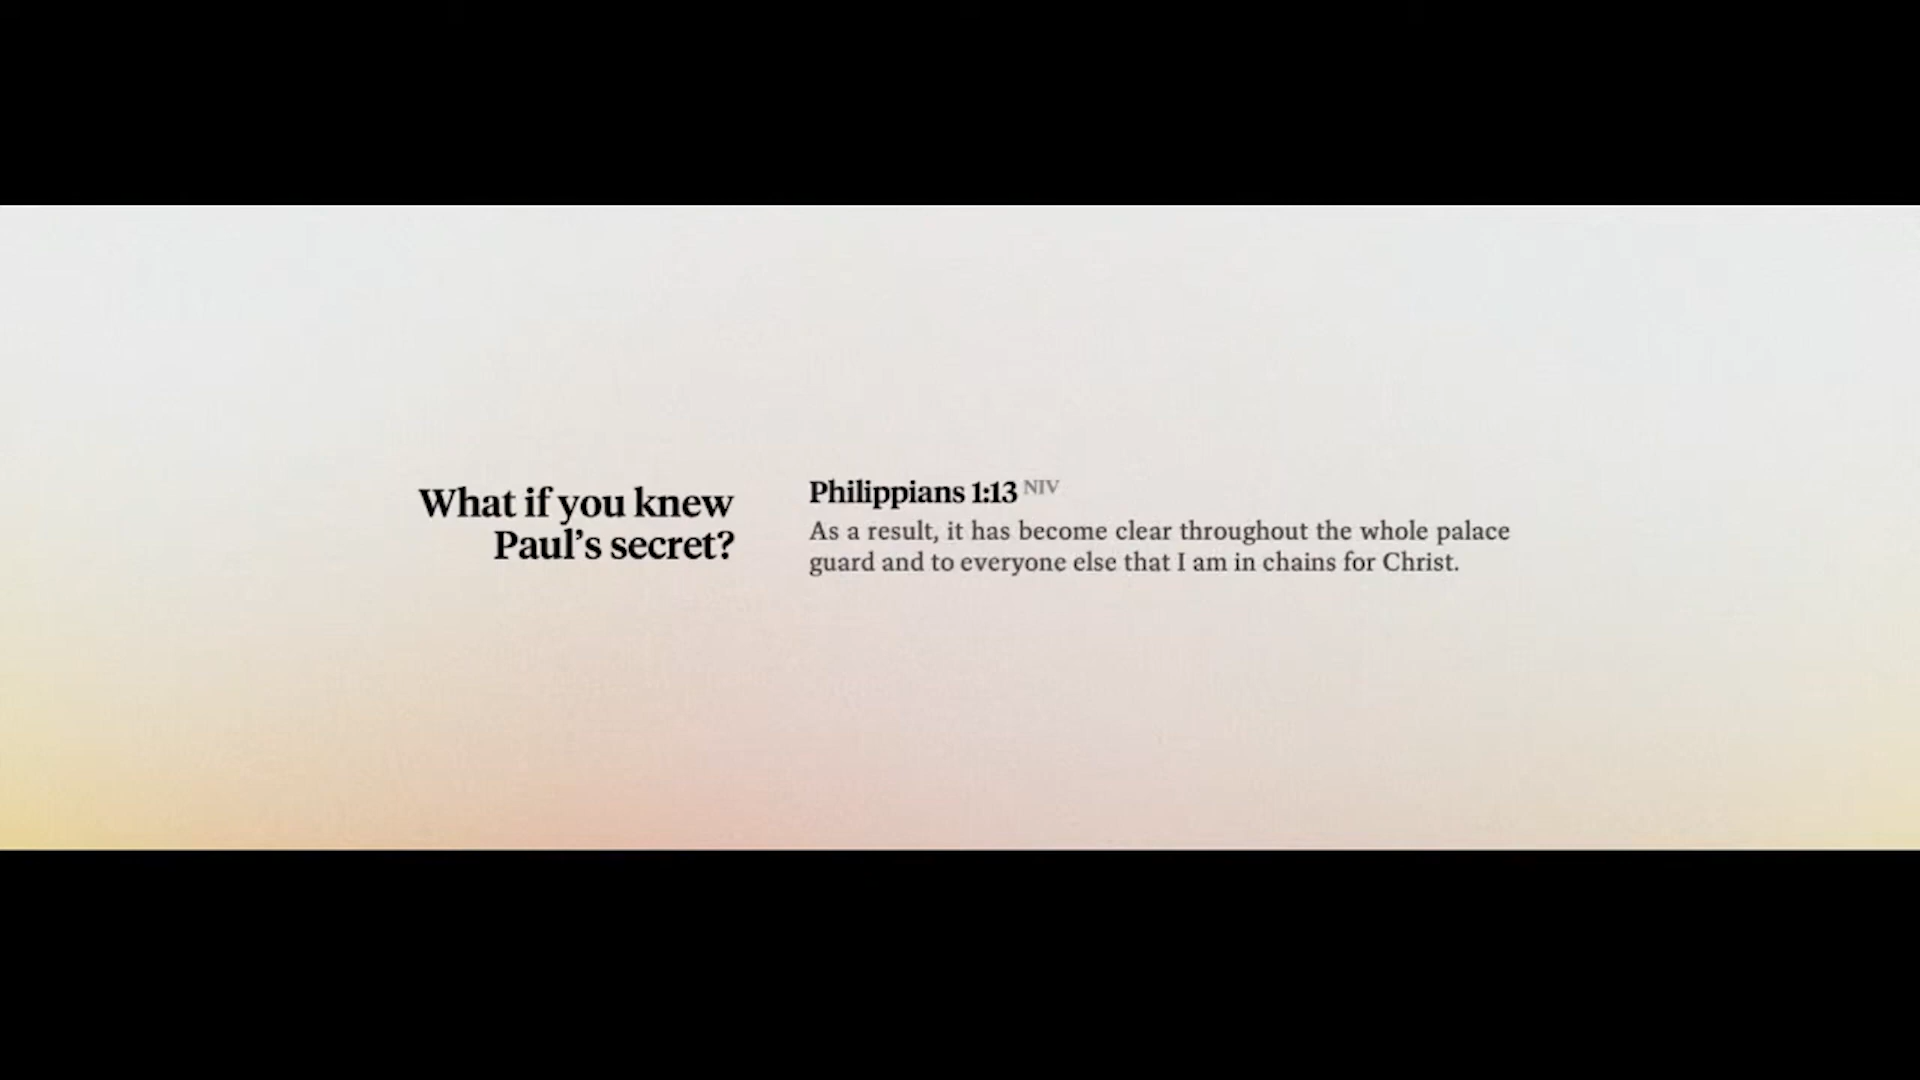 What if you knew
Paul’s secret?
Philippians 1:13 NIV
As a result, it has become clear throughout the whole palace
guard and to everyone else that I am in chains for Christ.